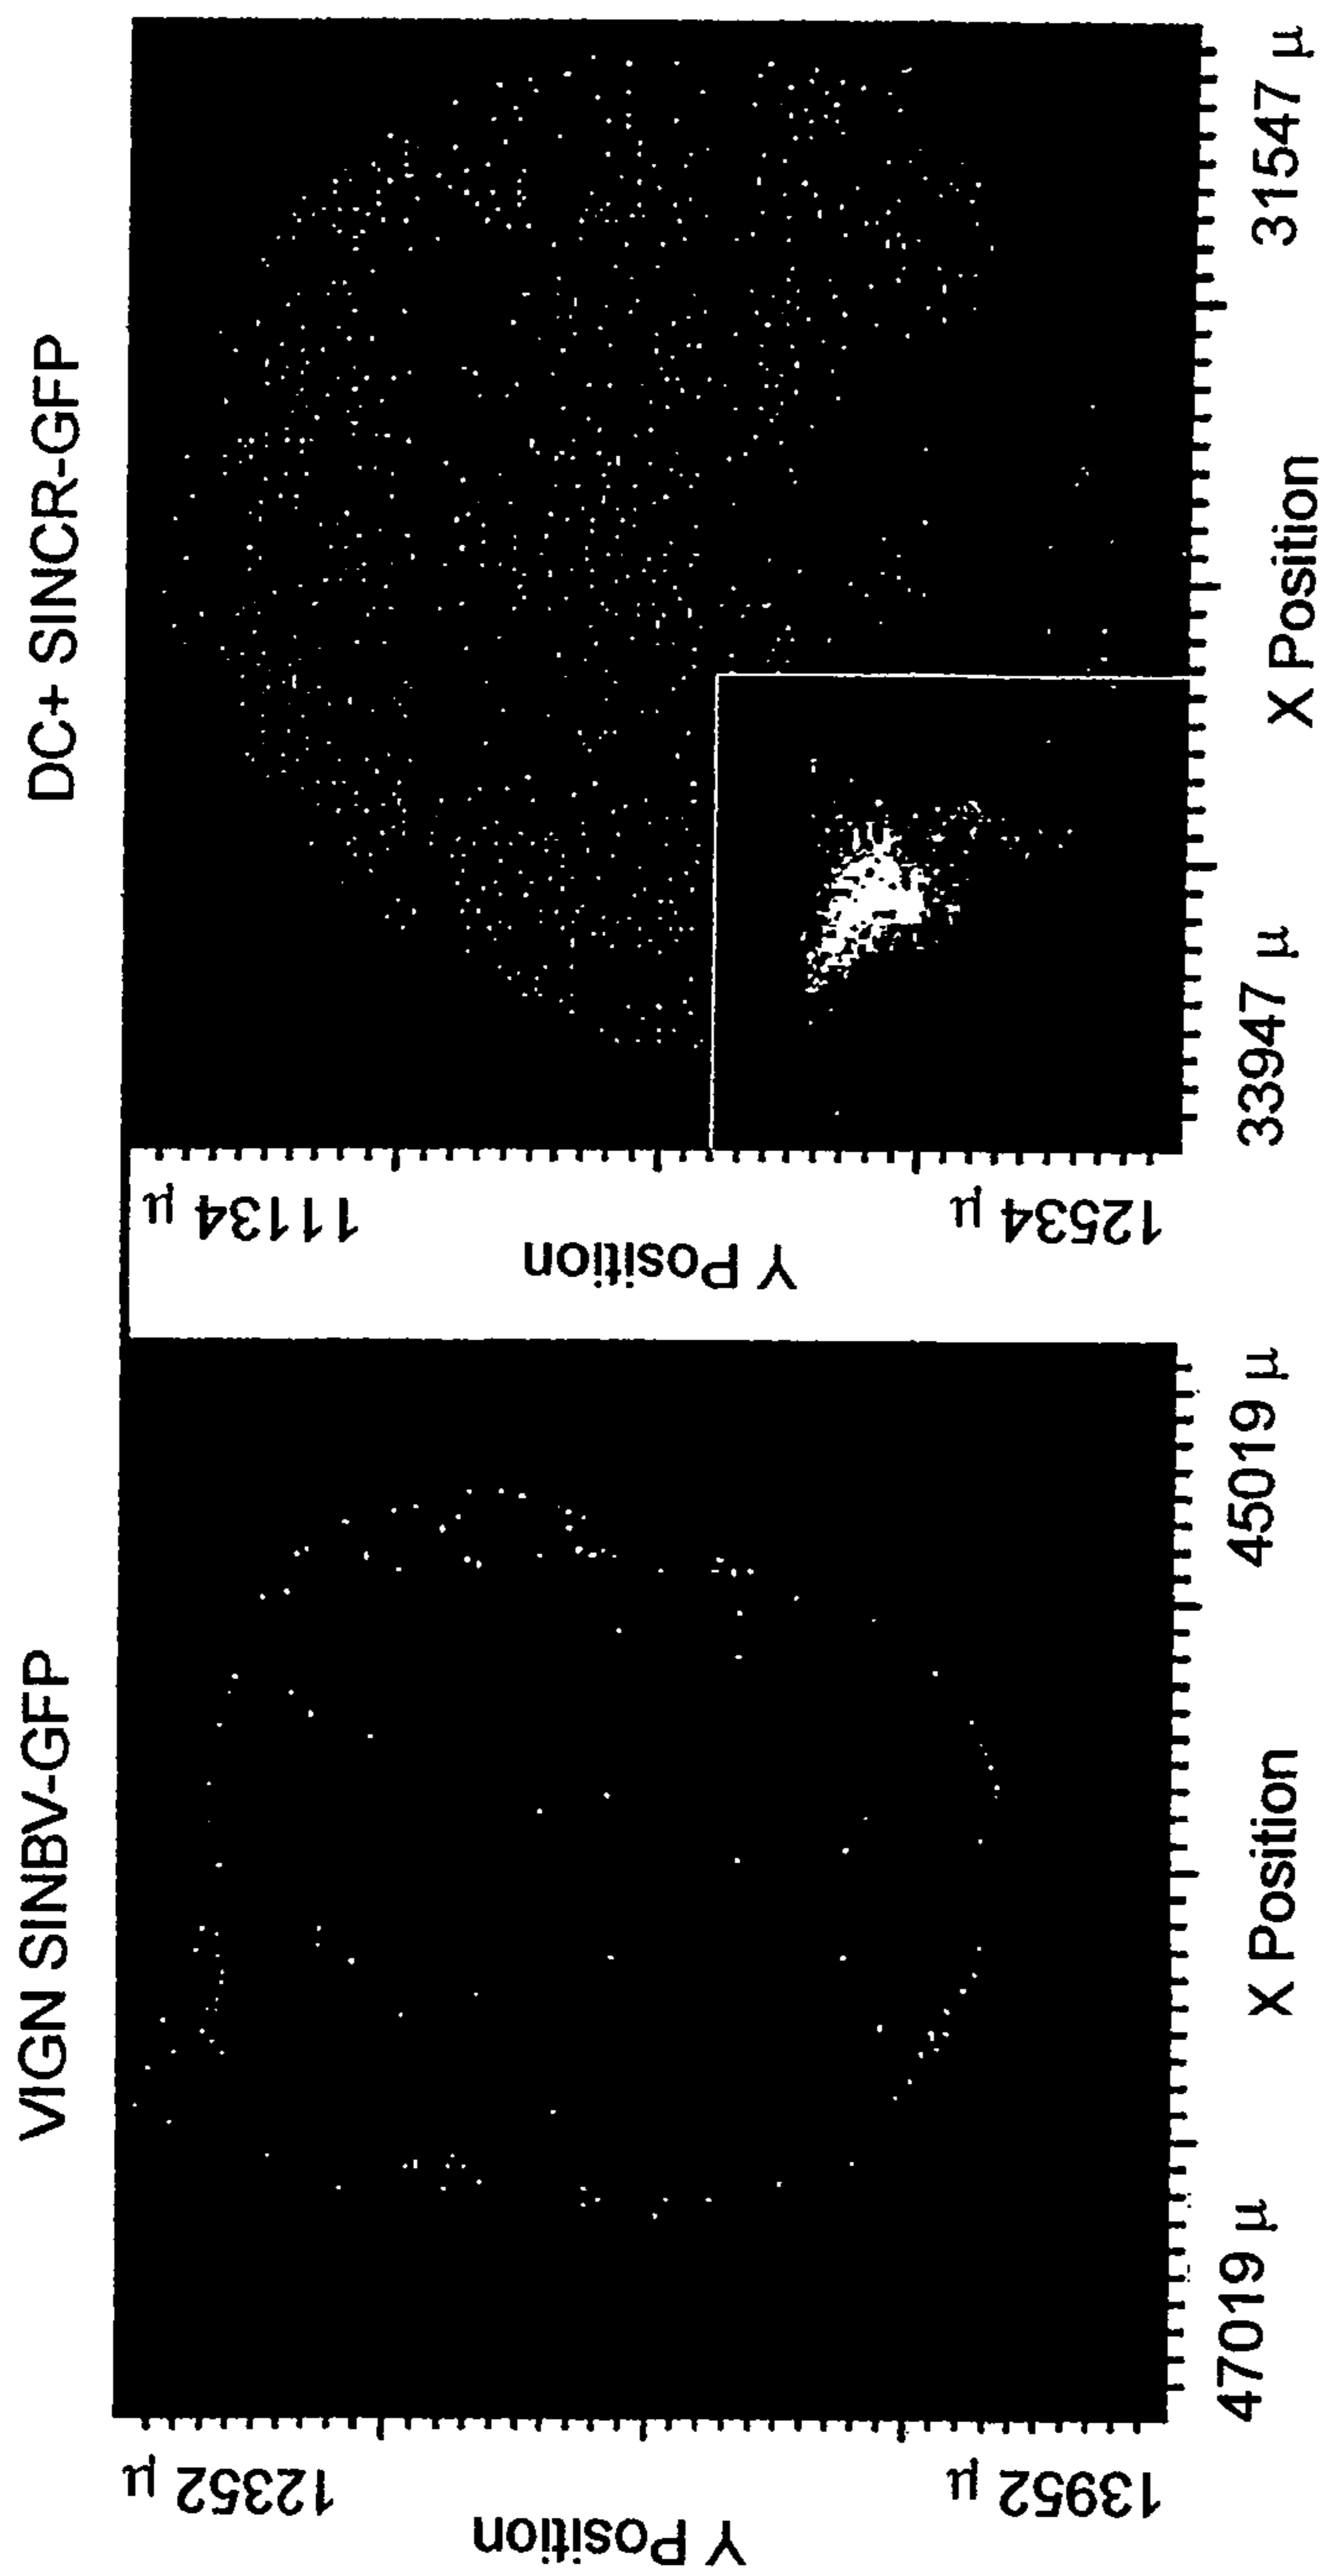 VIGN SINBV-GFP
12352 µ
Y Position
13952 µ
47019 µ
X Position
45019 µ
DC+ SINCR-GFP
11134 µ
Y Position
12534 µ
33947 µ
X Position
31547 µ